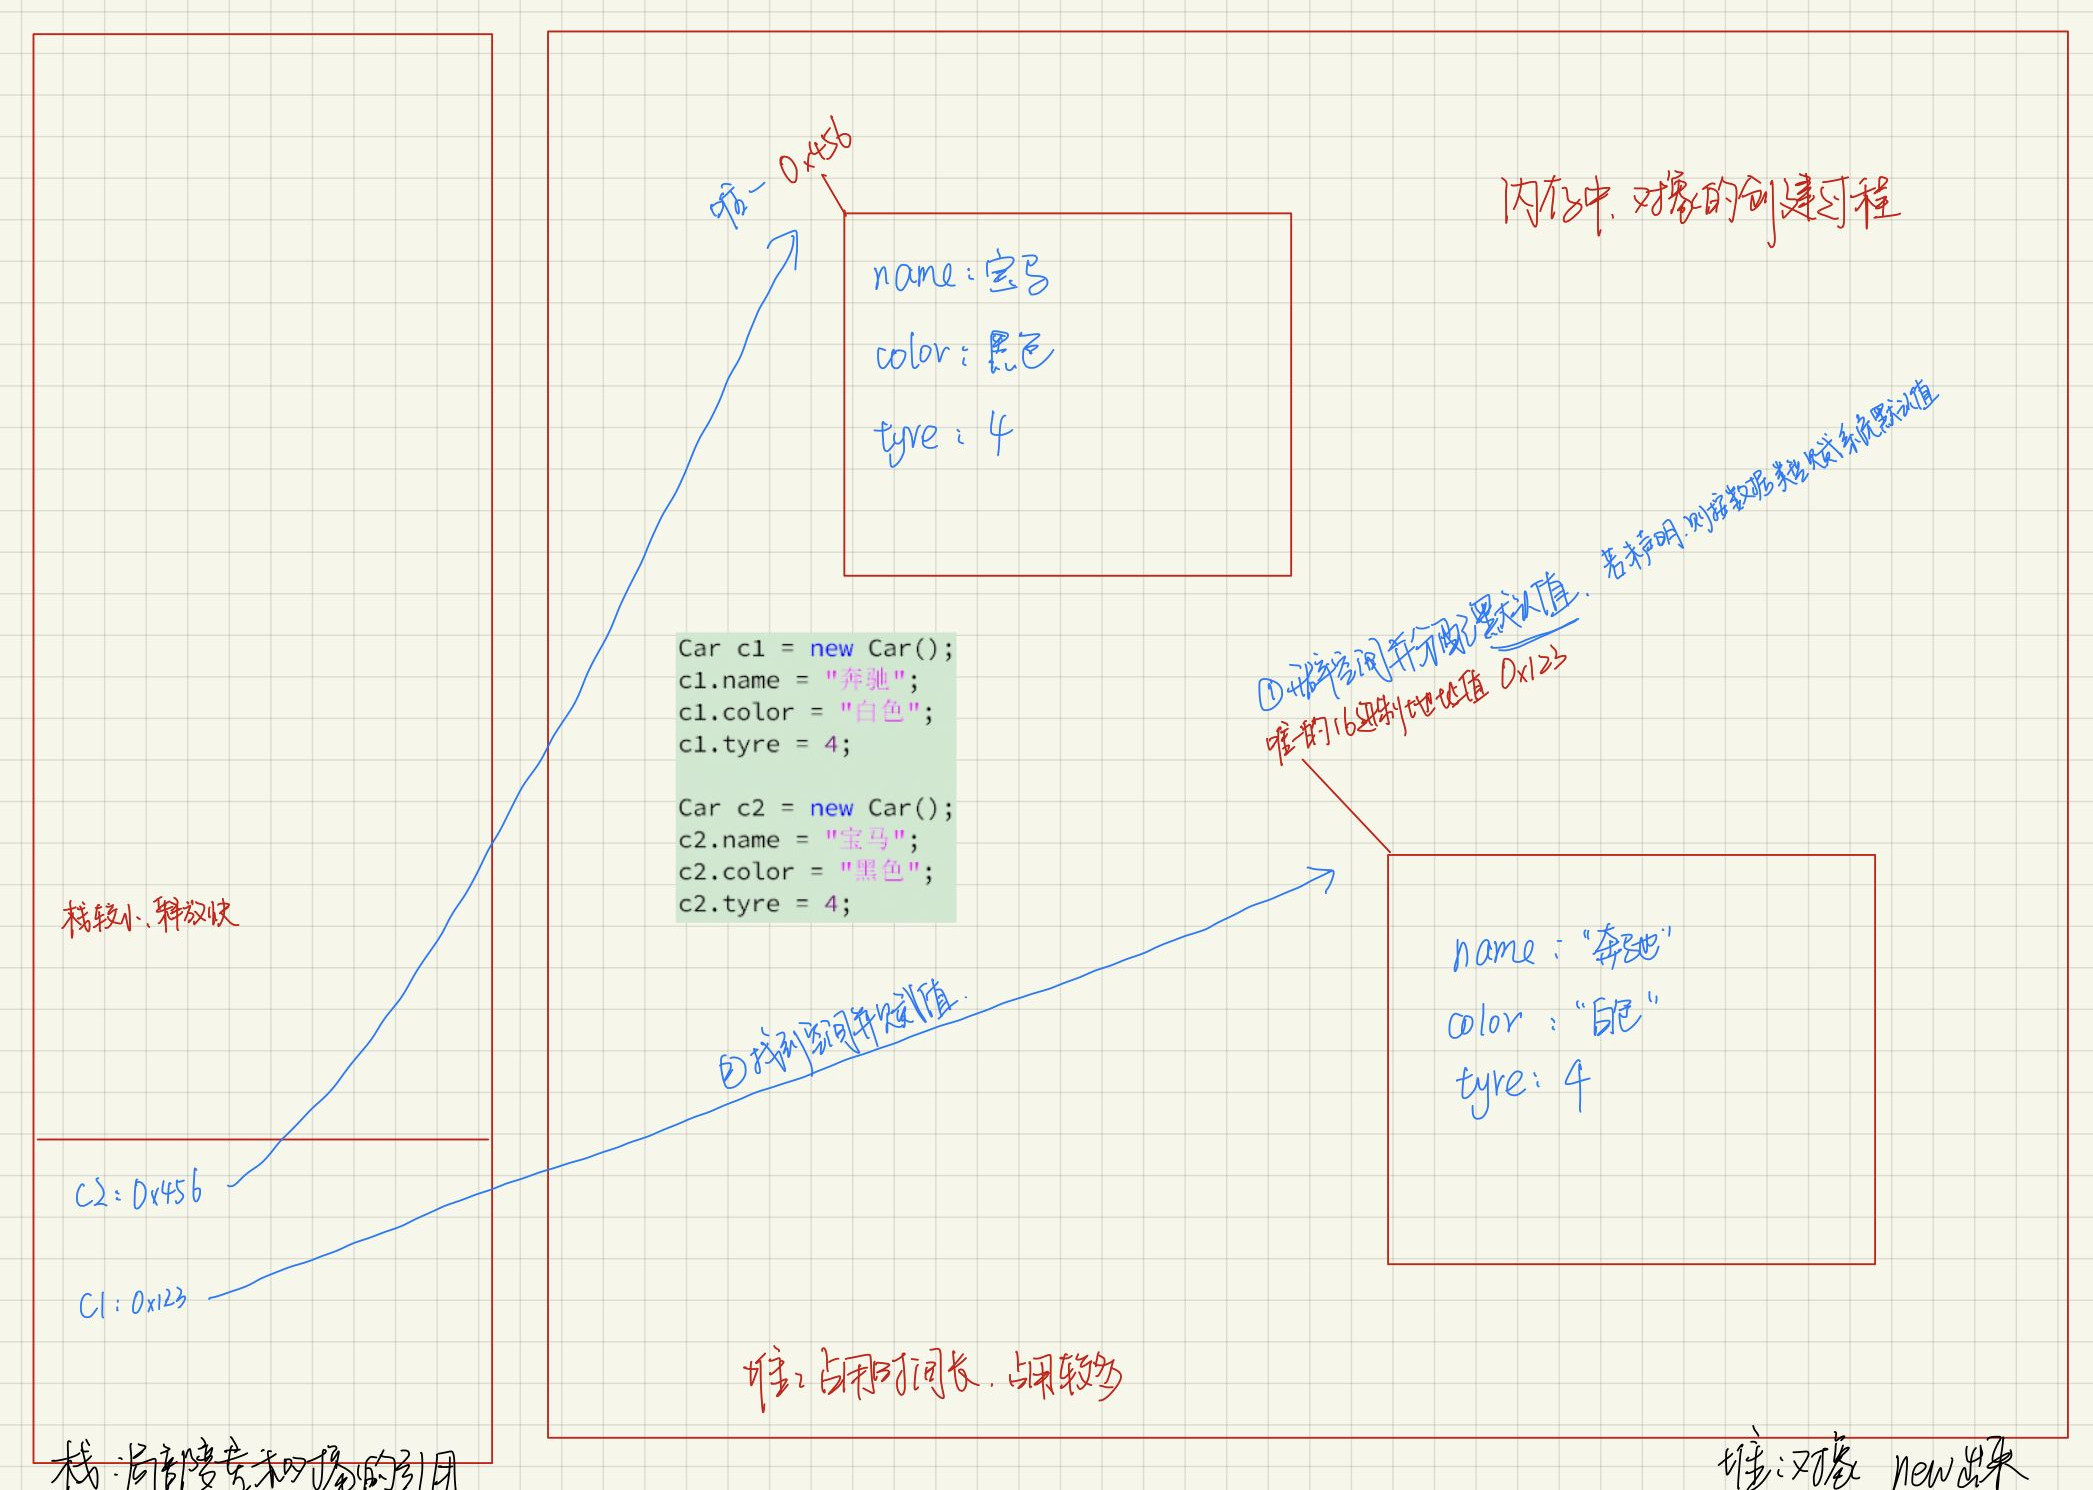 内存中、对象的创建过程
唯一 0x456
name：宝马
color：黑色
tyre：4
①开辟空间并分配默认值、若未声明、则按数据类型赋系统默认值
唯一的16进制地址值 0x123
Car c1 = new Car();
c1.name = "奔驰";
c1.color = "白色";
c1.tyre = 4;
Car c2 = new Car();
c2.name = "宝马";
c2.color = "黑色";
c2.tyre = 4;
栈较小、释放快
name："奔驰"
color："白色"
tyre：4
②找到空间并赋值.
C2：0x456
C1：0x123
堆：占用时间长、占用较多
栈：局部变量和对象的引用
堆：对象 new出来